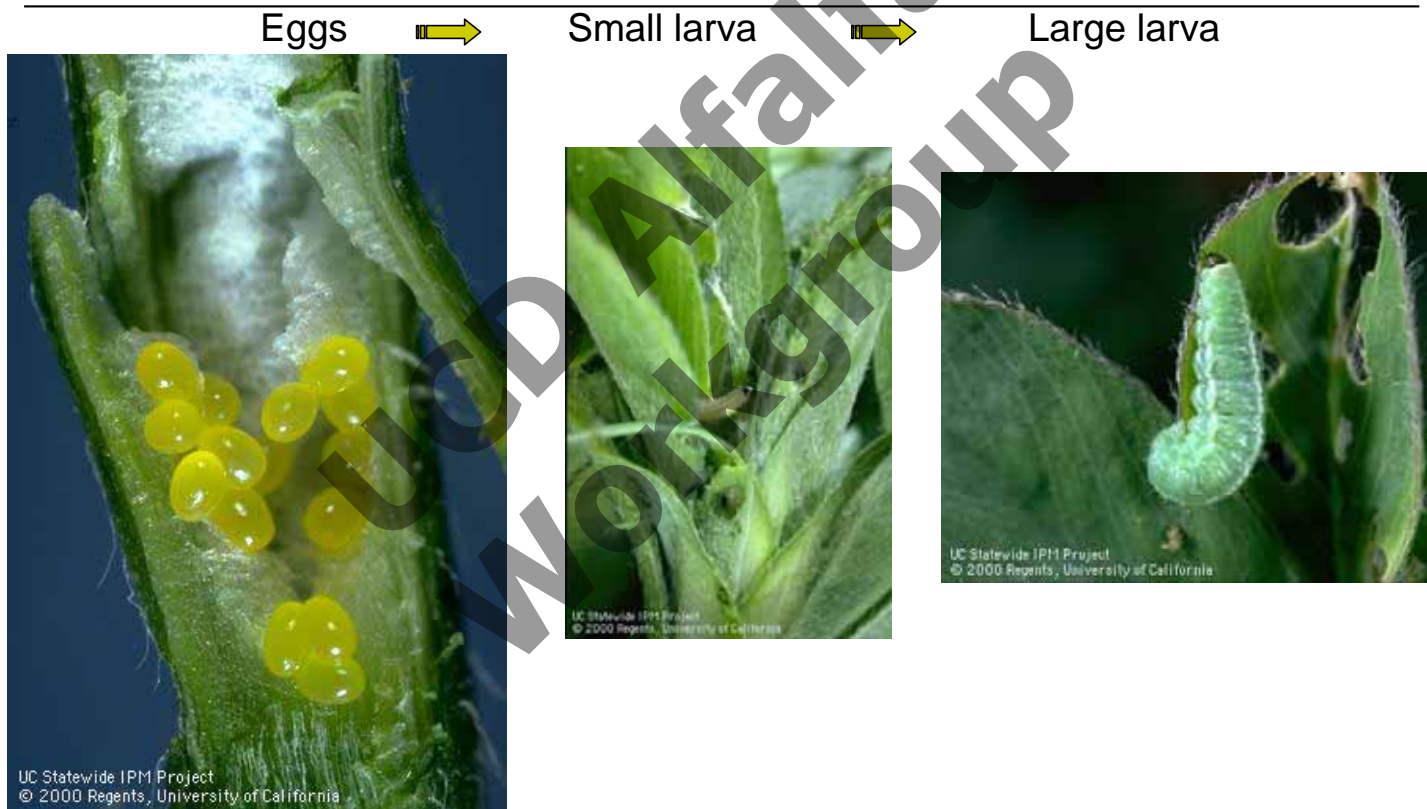 Eggs Small larva Large larva
UCD Alfalfa
Workgroup
UC Statewide IPM Project
© 2000 Regents, University of California
UC Statewide IPM Project
© 2000 Regents, University of California
UC Statewide IPM Project
© 2000 Regents, University of California